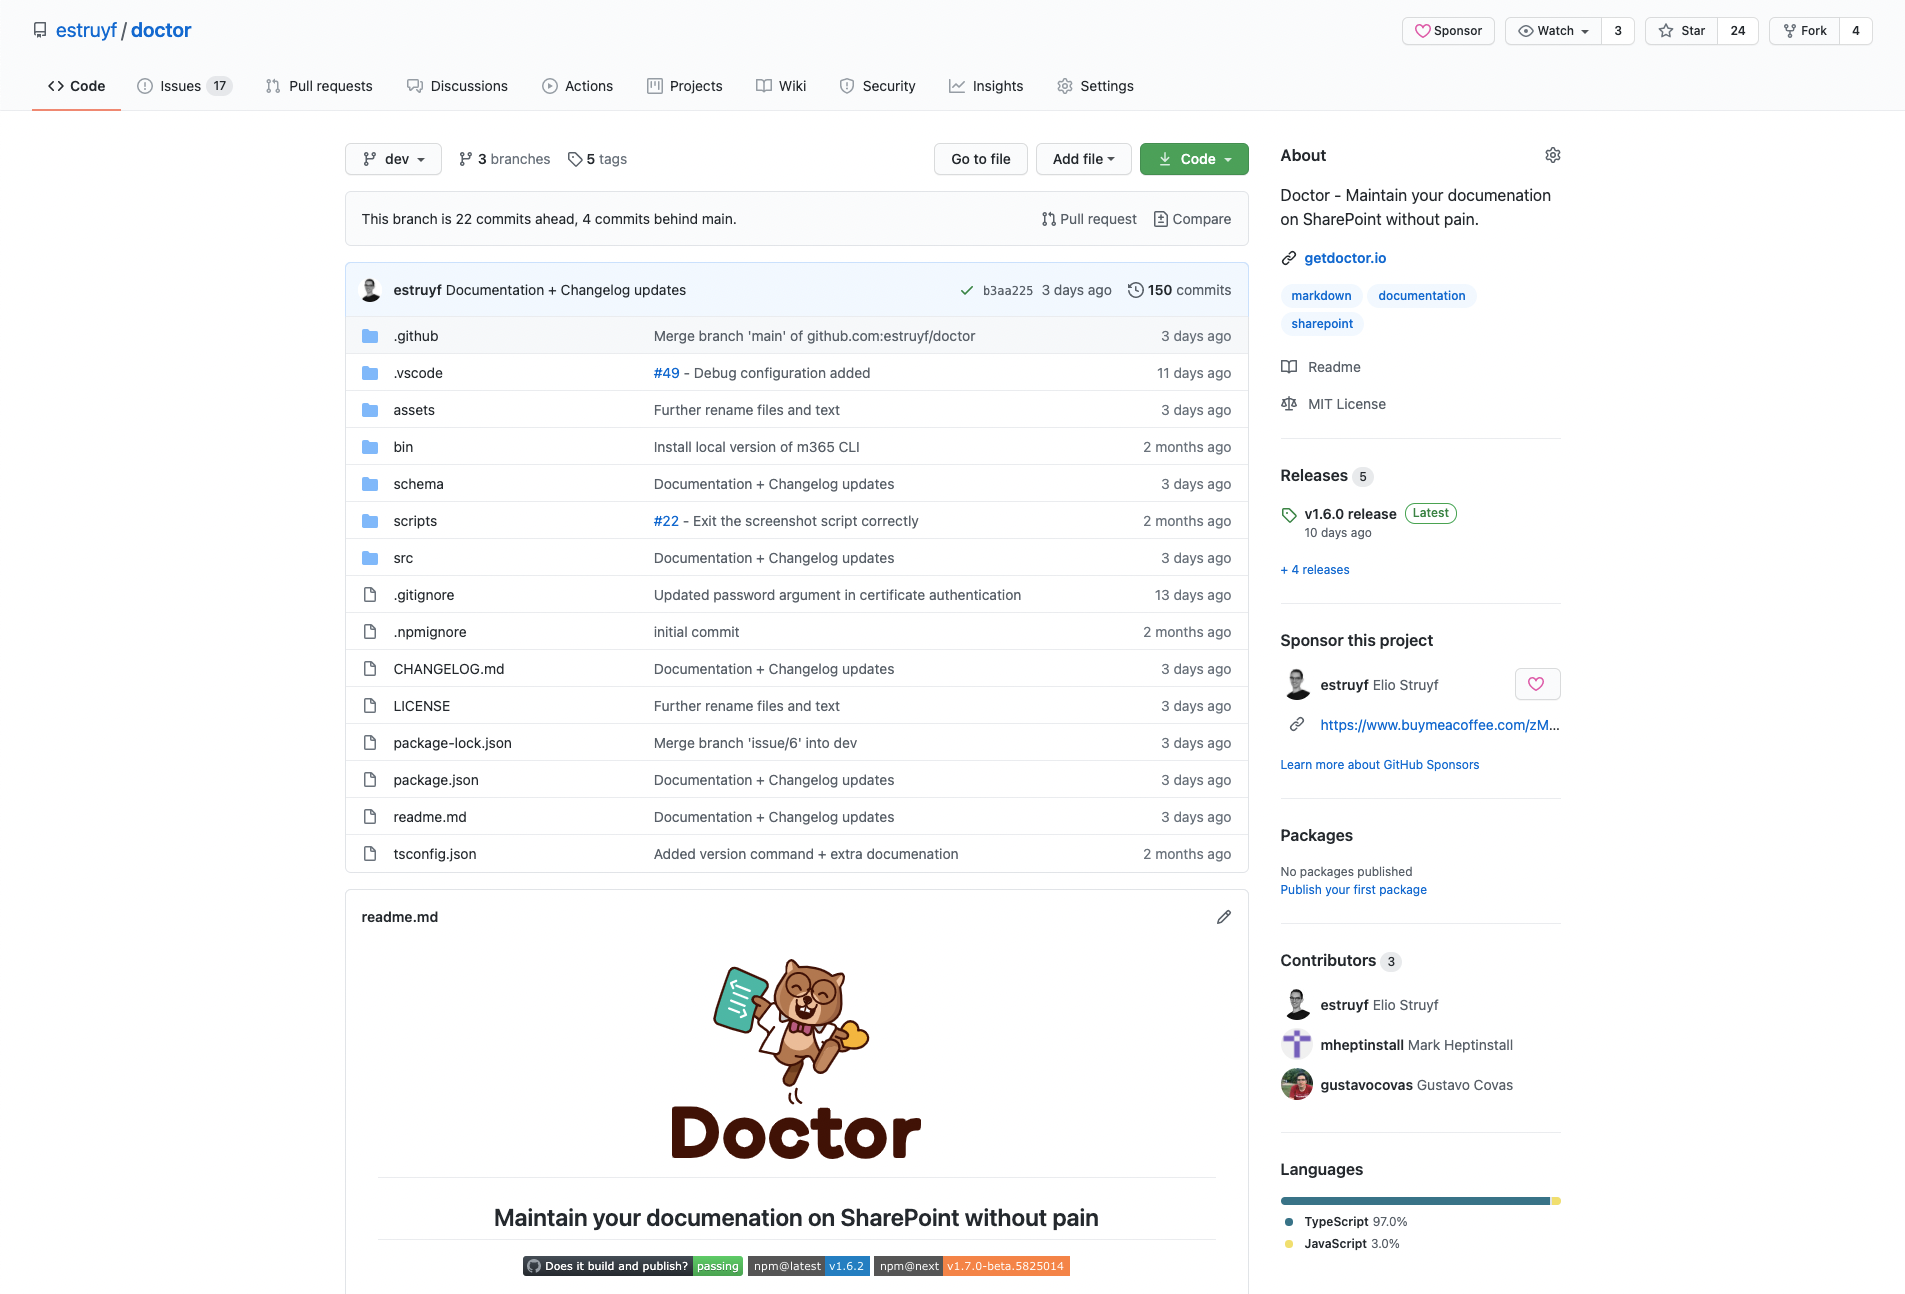 estruyf / doctor
Sponsor Watch 3 Star 24 Fork 4
Code Issues 17 Pull requests Discussions Actions Projects Wiki Security Insights Settings
dev 3 branches 5 tags Go to file Add file Code
This branch is 22 commits ahead, 4 commits behind main. Pull request Compare
estruyf Documentation + Changelog updates b3aa225 3 days ago 150 commits
.github Merge branch 'main' of github.com:estruyf/doctor 3 days ago
.vscode #49 - Debug configuration added 11 days ago
assets Further rename files and text 3 days ago
bin Install local version of m365 CLI 2 months ago
schema Documentation + Changelog updates 3 days ago
scripts #22 - Exit the screenshot script correctly 2 months ago
src Documentation + Changelog updates 3 days ago
.gitignore Updated password argument in certificate authentication 13 days ago
.npmignore initial commit 2 months ago
CHANGELOG.md Documentation + Changelog updates 3 days ago
LICENSE Further rename files and text 3 days ago
package-lock.json Merge branch 'issue/6' into dev 3 days ago
package.json Documentation + Changelog updates 3 days ago
readme.md Documentation + Changelog updates 3 days ago
tsconfig.json Added version command + extra documenation 2 months ago
readme.md
Doctor
Maintain your documenation on SharePoint without pain
Does it build and publish? passing npm@latest v1.6.2 npm@next v1.7.0-beta.5825014
About
Doctor - Maintain your documenation
on SharePoint without pain.
getdoctor.io
markdown documentation
sharepoint
Readme
MIT License
Releases 5
v1.6.0 release Latest
10 days ago
+ 4 releases
Sponsor this project
estruyf Elio Struyf
https://www.buymeacoffee.com/zM...
Learn more about GitHub Sponsors
Packages
No packages published
Publish your first package
Contributors 3
estruyf Elio Struyf
mheptinstall Mark Heptinstall
gustavocovas Gustavo Covas
Languages
TypeScript 97.0%
JavaScript 3.0%